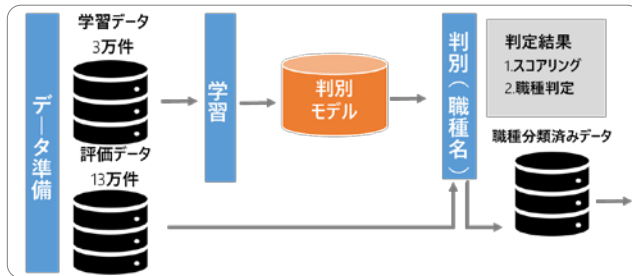 データ準備
学習データ
3万件
評価データ
13万件
学習
判別
モデル
判別(職種名)
判定結果
1.スコアリング
2.職種判定
職種分類済みデータ